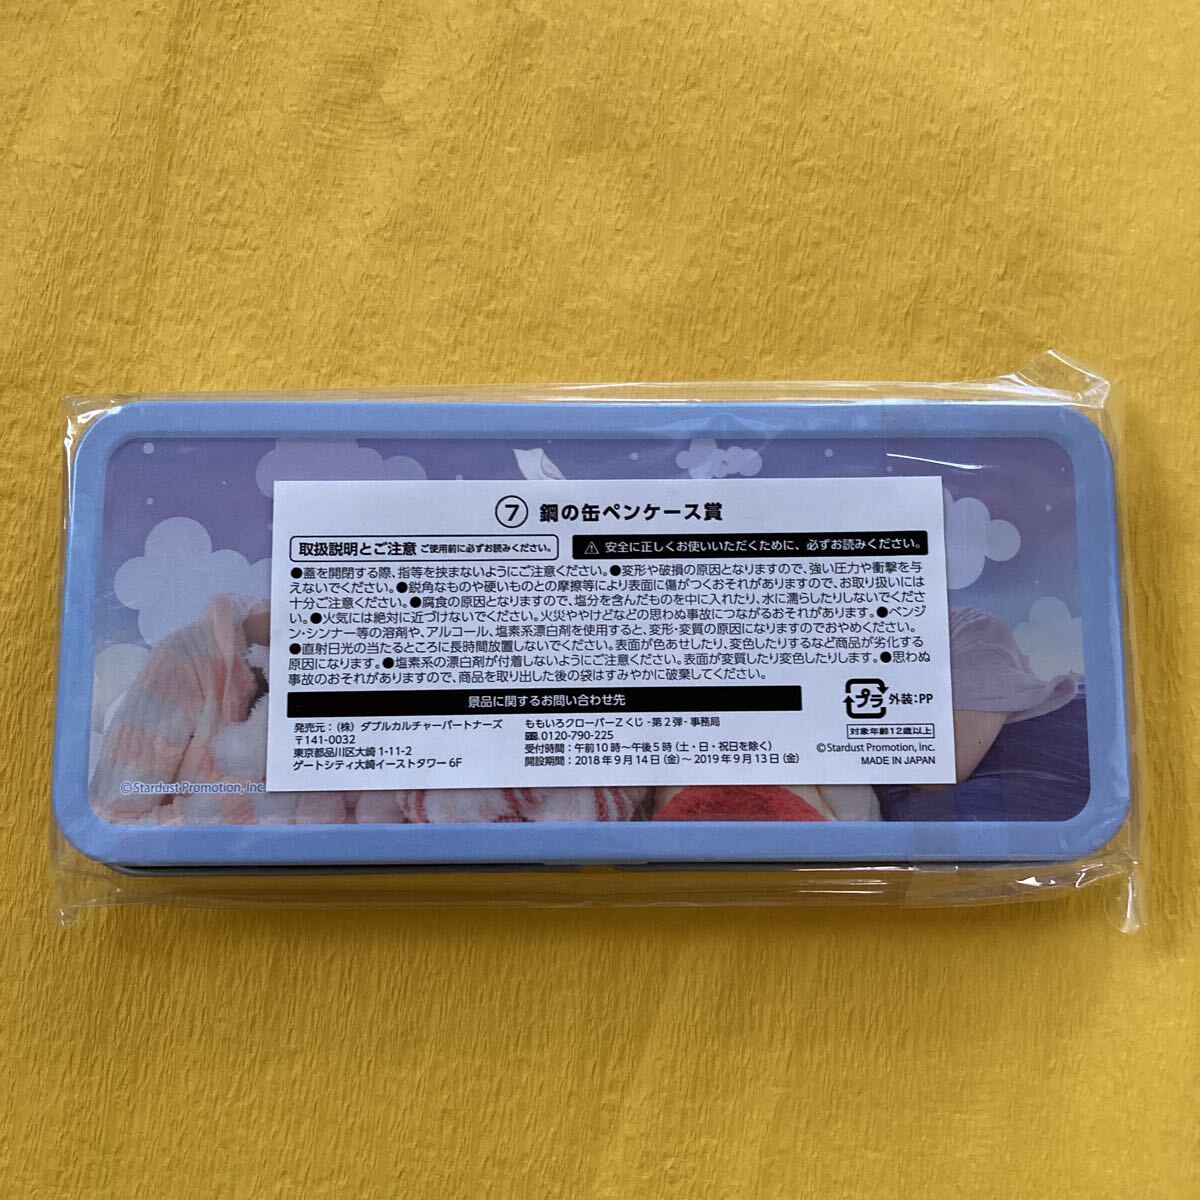 ⑦ 鋼の缶ペンケース賞
取扱説明とご注意 ご使用前に必ずお読みください。
⚠ 安全に正しくお使いいただくために、必ずお読みください。
●蓋を開閉する際、指等を挟まないようにご注意ください。●変形や破損の原因となりますので、強い圧力や衝撃を
与えないでください。●鋭角なものや硬いものとの摩擦等により表面に傷がつくおそれがありますので、お取り扱いには
十分ご注意ください。●腐食の原因となりますので、塩分を含んだものを中に入れたり、水に濡らしたりしないでくださ
い。●火気には絶対に近づけないでください。火災ややけどなどの思わぬ事故につながるおそれがあります。●ベンジ
ン・シンナー等の溶剤や、アルコール、塩素系漂白剤を使用すると、変形・変質の原因になりますのでおやめください。
●直射日光の当たるところに長時間放置しないでください。表面が色あせしたり、変色したりするなど商品が劣化する
原因になります。●塩素系の漂白剤が付着しないようにご注意ください。表面が変質したり変色したりします。●思わぬ
事故のおそれがありますので、商品を取り出した後の袋はすみやかに破棄してください。
景品に関するお問い合わせ先
発売元：（株）ダブルカルチャーパートナーズ
〒141-0032
東京都品川区大崎 1-11-2
ゲートシティ大崎イーストタワー 6F
ももいろクローバーZくじ -第2弾- 事務局
0120-790-225
受付時間：午前10時〜午後5時（土・日・祝日を除く）
開設期間：2018年9月14日(金)〜2019年9月13日(金)
プラ 外装：PP
対象年齢12歳以上
©Stardust Promotion, Inc.
MADE IN JAPAN
©Stardust Promotion, Inc